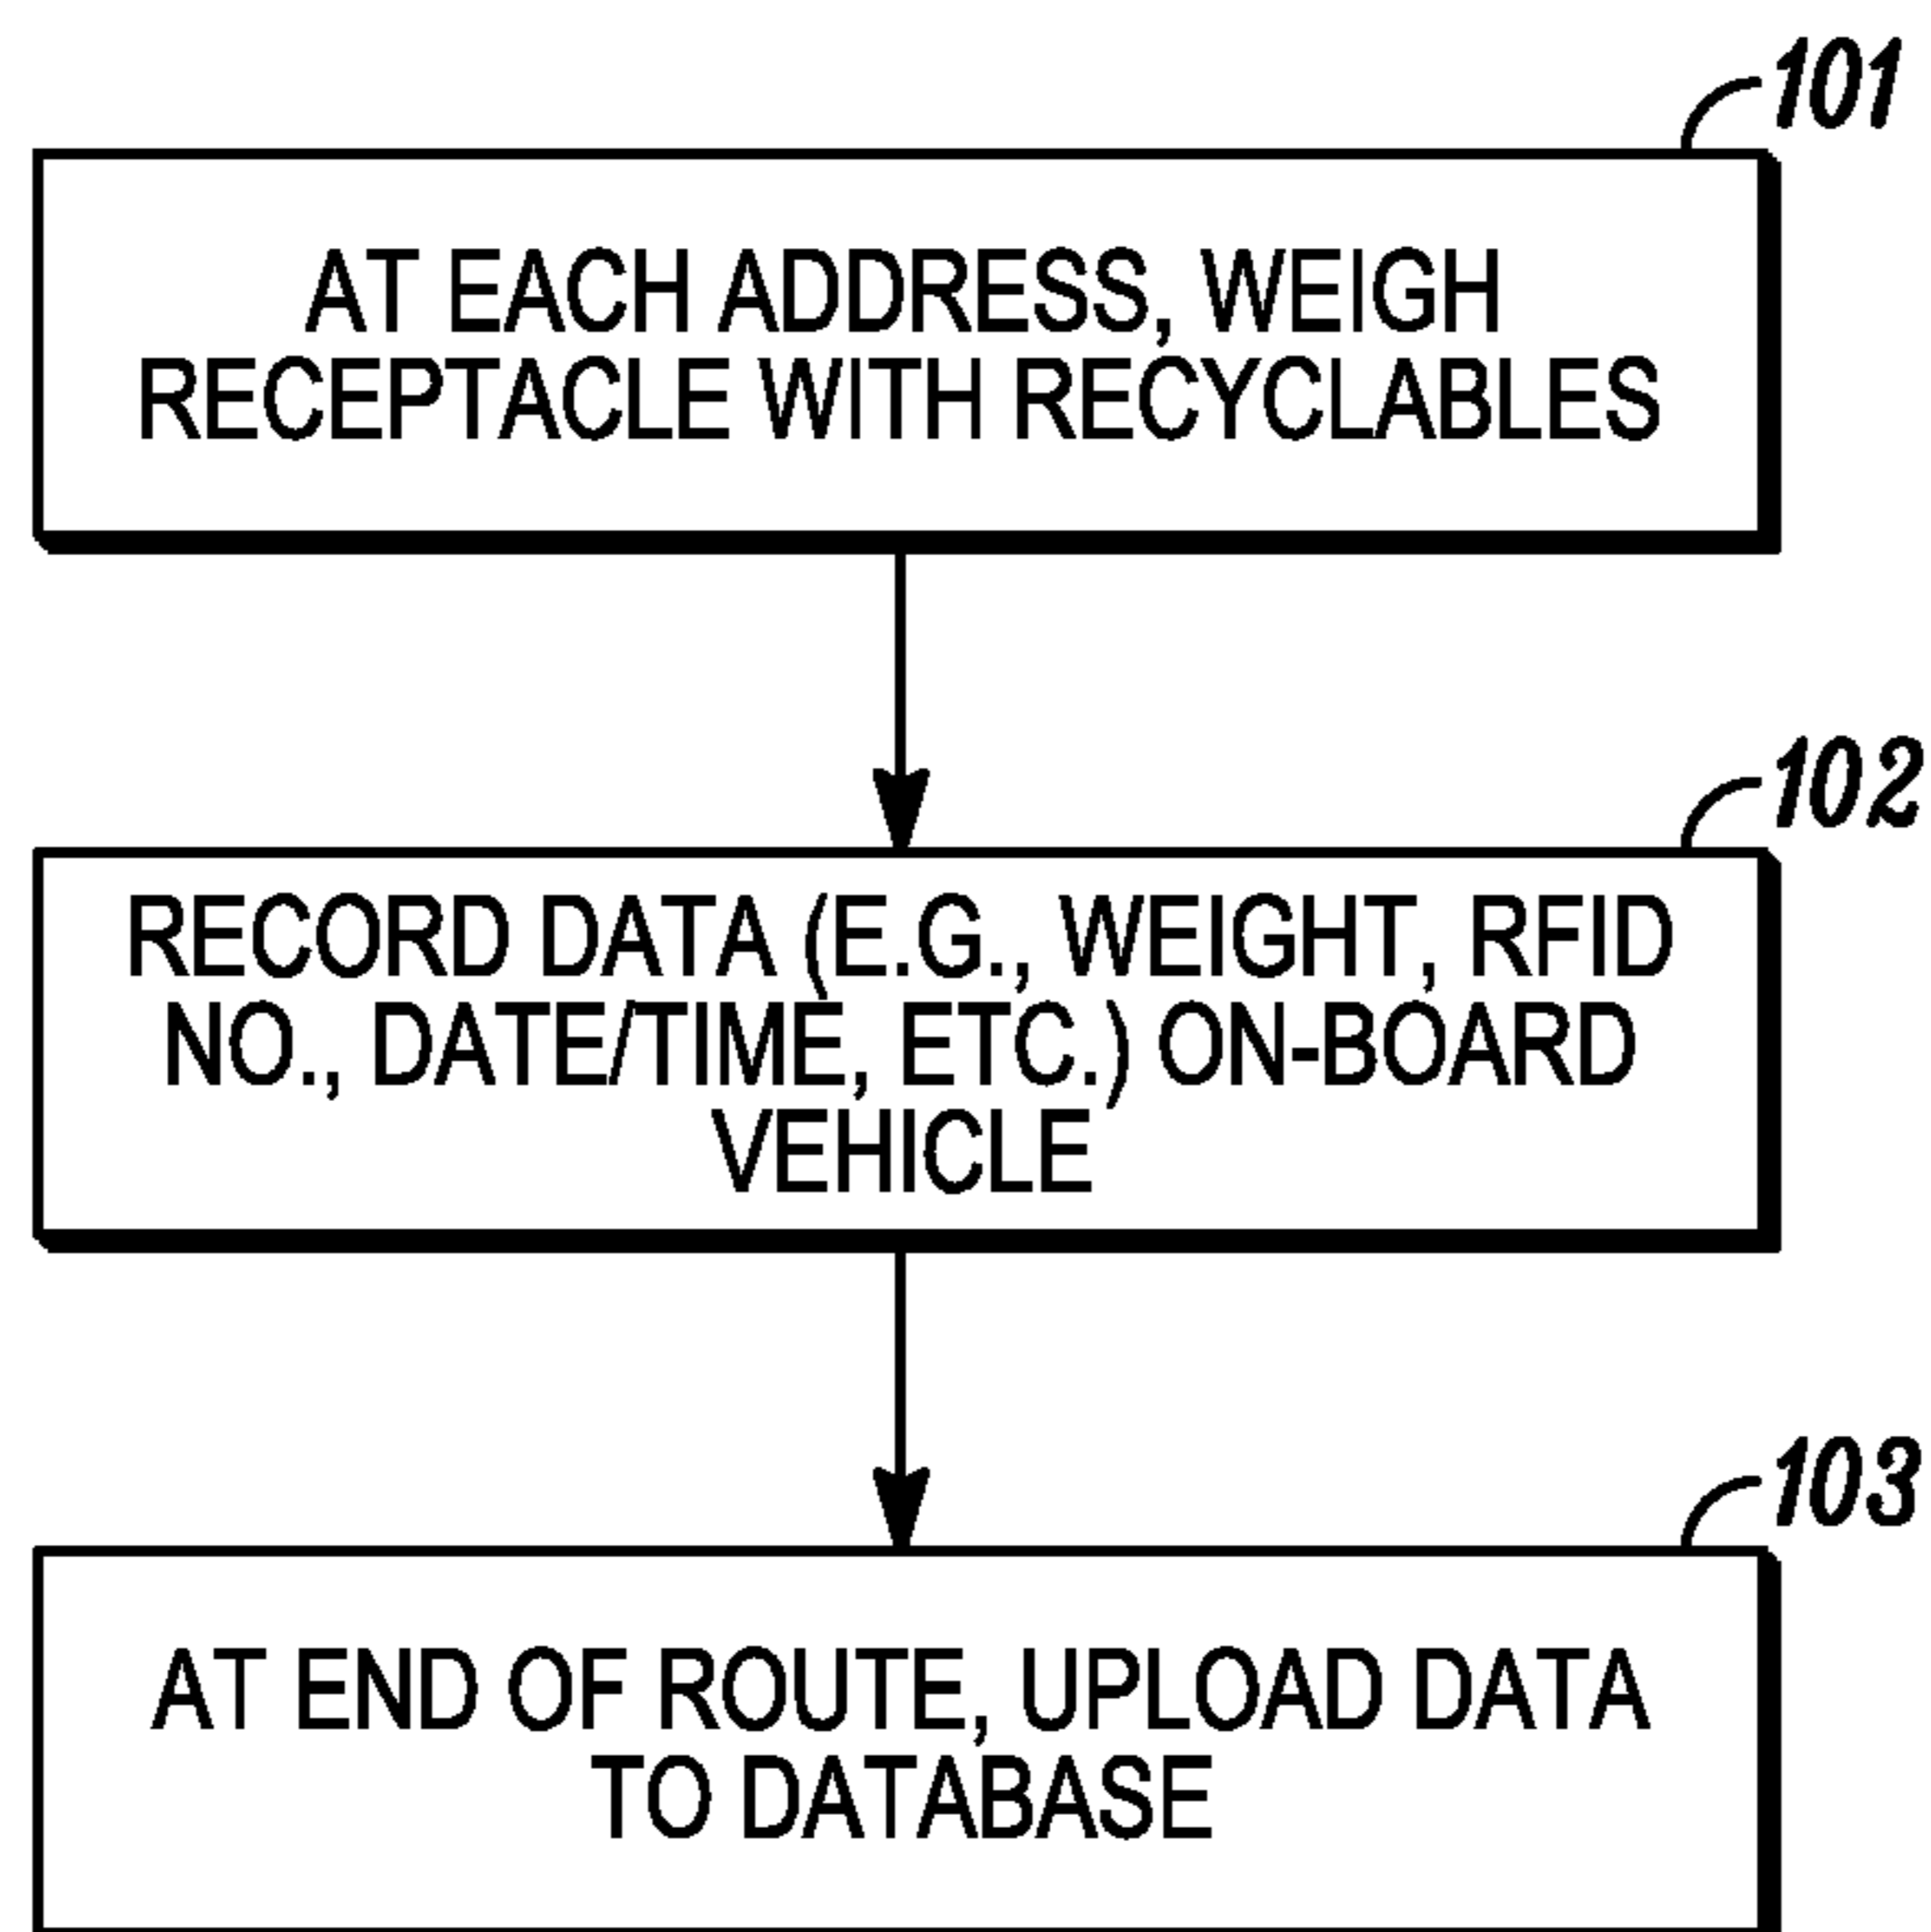 101
AT EACH ADDRESS, WEIGH
RECEPTACLE WITH RECYCLABLES
102
RECORD DATA (E.G., WEIGHT, RFID
NO., DATE/TIME, ETC.) ON-BOARD
VEHICLE
103
AT END OF ROUTE, UPLOAD DATA
TO DATABASE